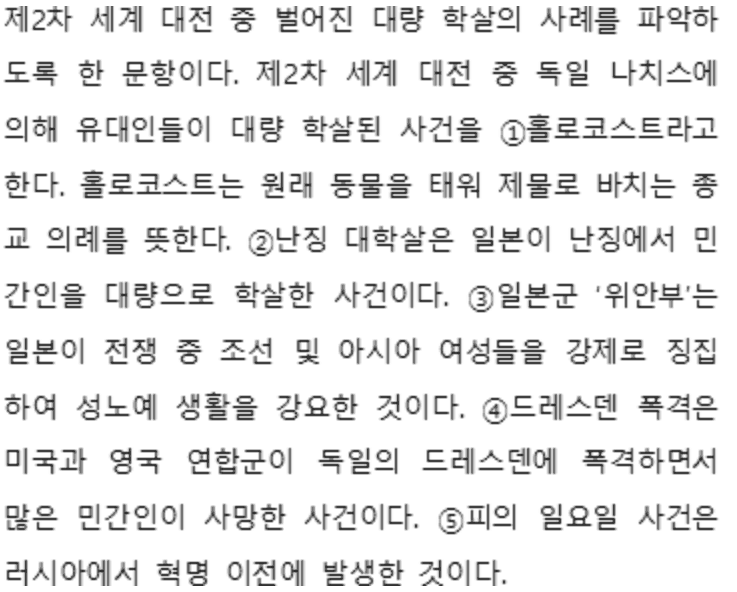 제2차 세계 대전 중 벌어진 대량 학살의 사례를 파악하
도록 한 문항이다. 제2차 세계 대전 중 독일 나치스에
의해 유대인들이 대량 학살된 사건을 ①홀로코스트라고
한다. 홀로코스트는 원래 동물을 태워 제물로 바치는 종
교 의례를 뜻한다. ②난징 대학살은 일본이 난징에서 민
간인을 대량으로 학살한 사건이다. ③일본군 '위안부'는
일본이 전쟁 중 조선 및 아시아 여성들을 강제로 징집
하여 성노예 생활을 강요한 것이다. ④드레스덴 폭격은
미국과 영국 연합군이 독일의 드레스덴에 폭격하면서
많은 민간인이 사망한 사건이다. ⑤피의 일요일 사건은
러시아에서 혁명 이전에 발생한 것이다.